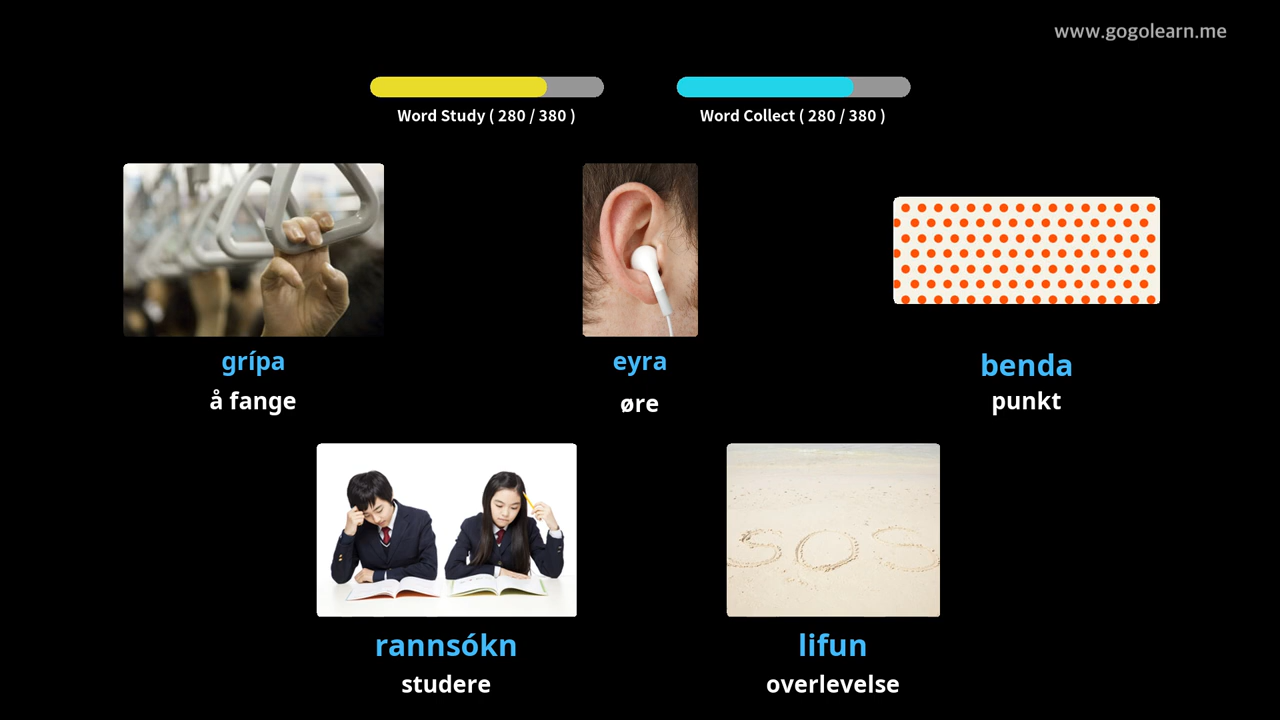 www.gogolearn.me
Word Study ( 280 / 380 )
Word Collect ( 280 / 380 )
grípa
å fange
eyra
øre
benda
punkt
SOS
rannsókn
studere
lifun
overlevelse